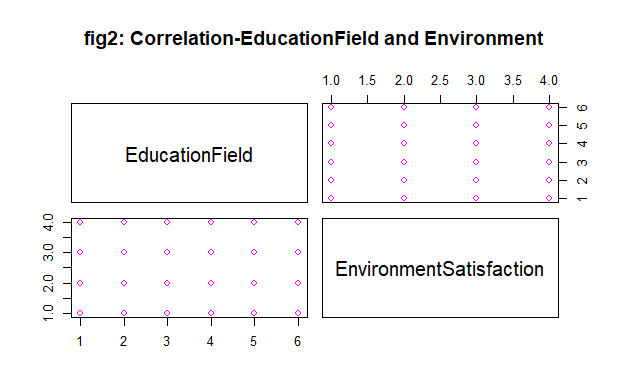 fig2: Correlation-EducationField and Environment
1.0 1.5 2.0 2.5 3.0 3.5 4.0
EducationField
6
5
4
3
2
1
4.0
3.0
2.0
1.0
EnvironmentSatisfaction
1 2 3 4 5 6